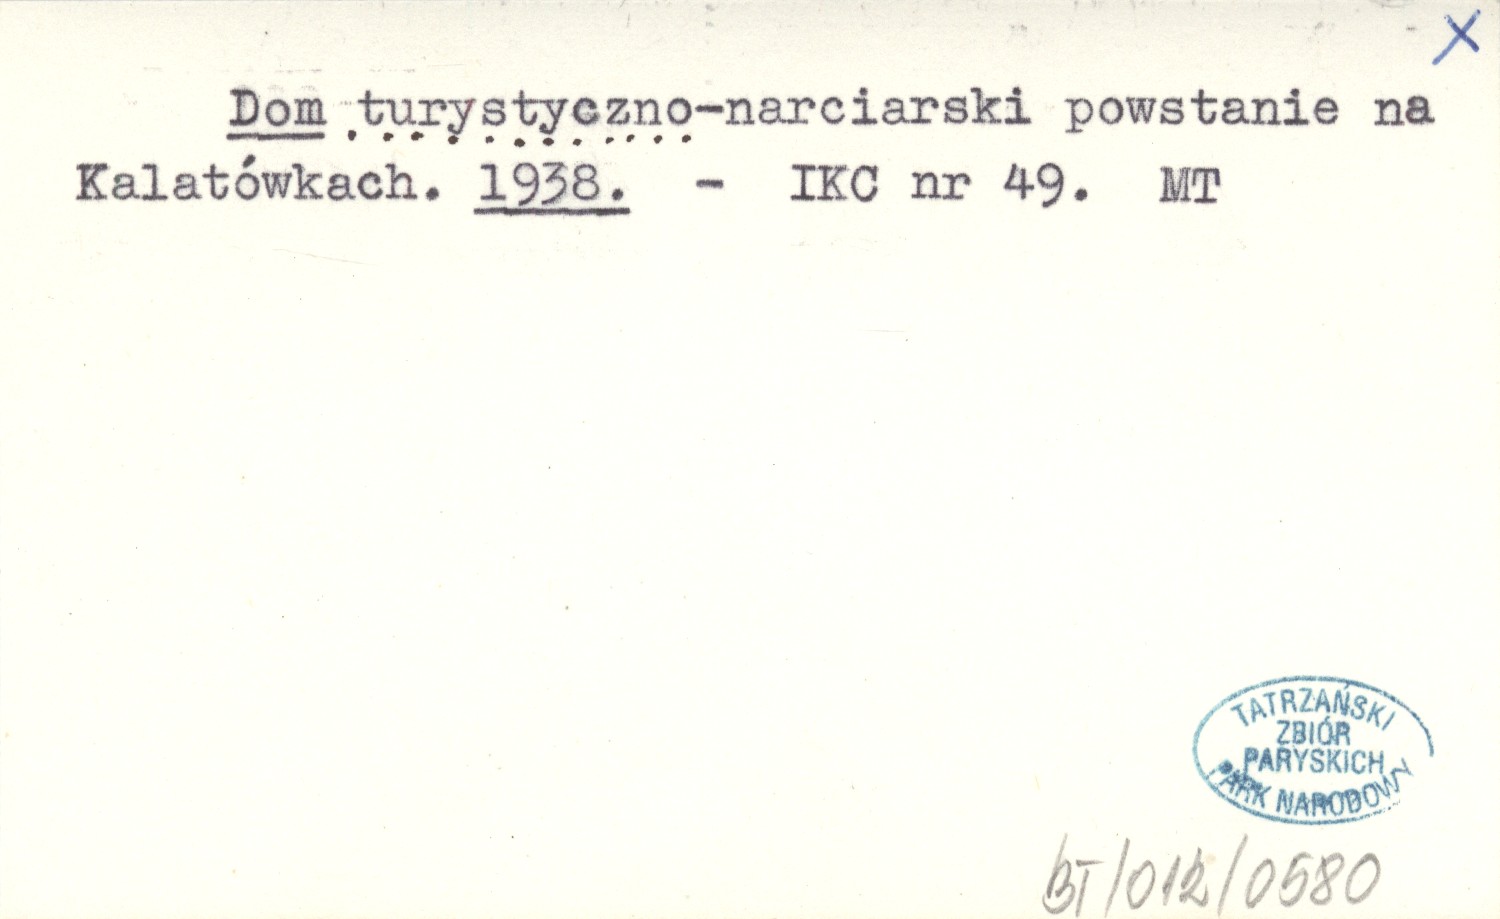 X
Dom turystyczno-narciarski powstanie na
Kalatówkach. 1938. - IKC nr 49. MT
TATRZAŃSKI
ZBIÓR
PARYSKICH
PARK NARODOWY
BT/012/0580